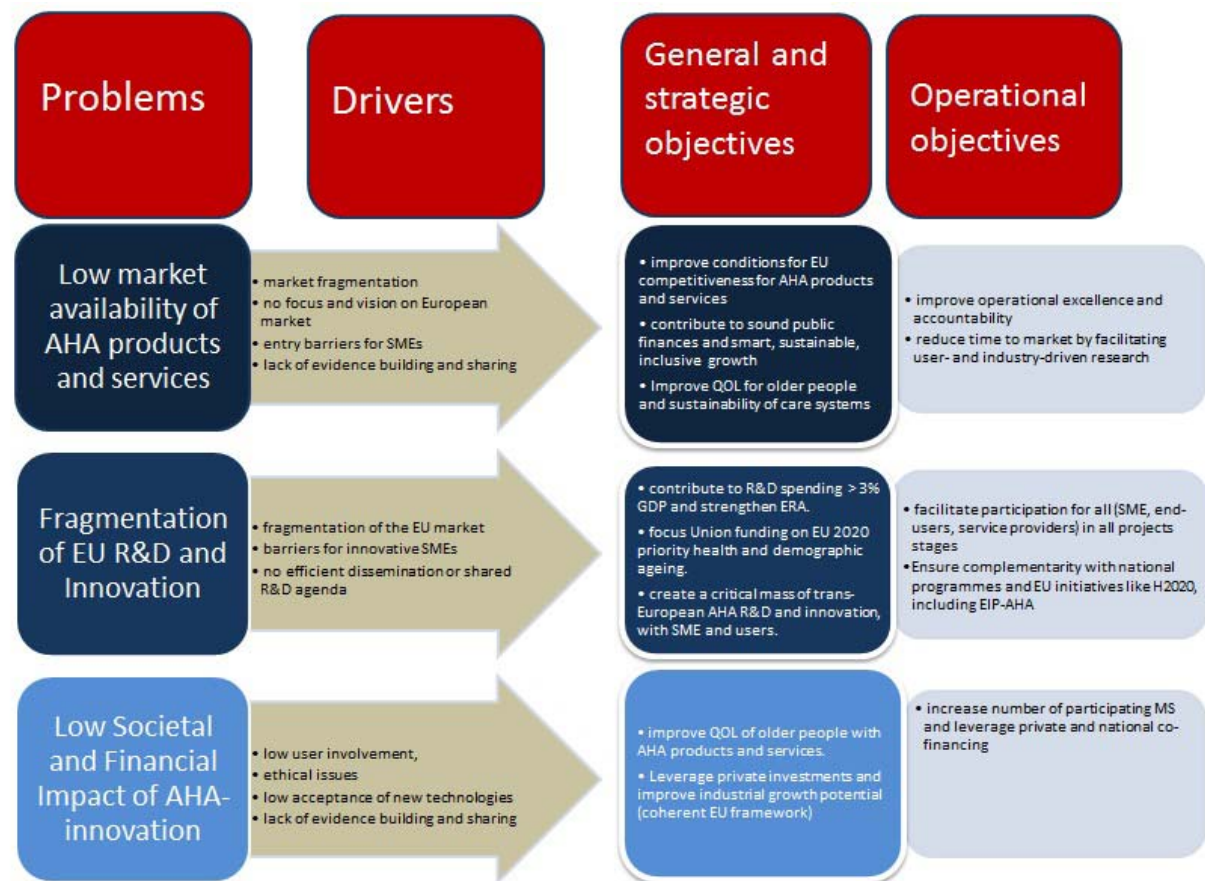 Problems
Drivers
General and
strategic
objectives
Operational
objectives
Low market
availability of
AHA products
and services
• market fragmentation
• no focus and vision on European
market
• entry barriers for SMEs
• lack of evidence building and sharing
• improve conditions for EU
competitiveness for AHA products
and services
• contribute to sound public
finances and smart, sustainable,
inclusive growth
• Improve QOL for older people
and sustainability of care systems
• improve operational excellence and
accountability
• reduce time to market by facilitating
user- and industry-driven research
Fragmentation
of EU R&D and
Innovation
• fragmentation of the EU market
• barriers for innovative SMEs
• no efficient dissemination or shared
R&D agenda
• contribute to R&D spending > 3%
GDP and strengthen ERA.
• focus Union funding on EU 2020
priority health and demographic
ageing.
• create a critical mass of trans-
European AHA R&D and innovation,
with SME and users.
• facilitate participation for all (SME, end-
users, service providers) in all projects
stages
•Ensure complementarity with national
programmes and EU initiatives like H2020,
including EIP-AHA
Low Societal
and Financial
Impact of AHA-
innovation
• low user involvement,
• ethical issues
• low acceptance of new technologies
• lack of evidence building and sharing
• improve QOL of older people with
AHA products and services.
• Leverage private investments and
improve industrial growth potential
(coherent EU framework)
• increase number of participating MS
and leverage private and national co-
financing